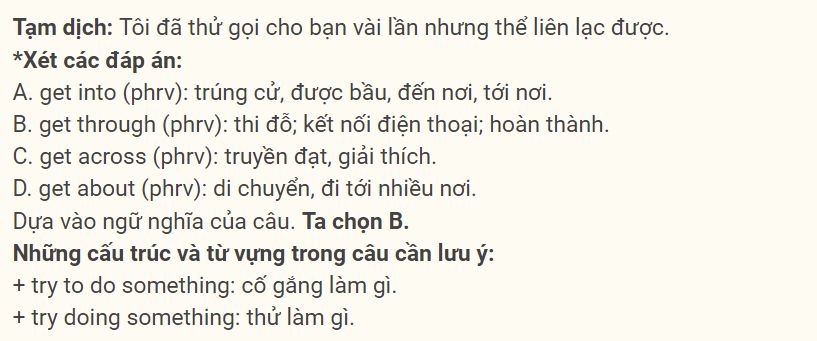 Tạm dịch: Tôi đã thử gọi cho bạn vài lần nhưng thể liên lạc được.
*Xét các đáp án:
A. get into (phrv): trúng cử, được bầu, đến nơi, tới nơi.
B. get through (phrv): thi đỗ; kết nối điện thoại; hoàn thành.
C. get across (phrv): truyền đạt, giải thích.
D. get about (phrv): di chuyển, đi tới nhiều nơi.
Dựa vào ngữ nghĩa của câu. Ta chọn B.
Những cấu trúc và từ vựng trong câu cần lưu ý:
+ try to do something: cố gắng làm gì.
+ try doing something: thử làm gì.